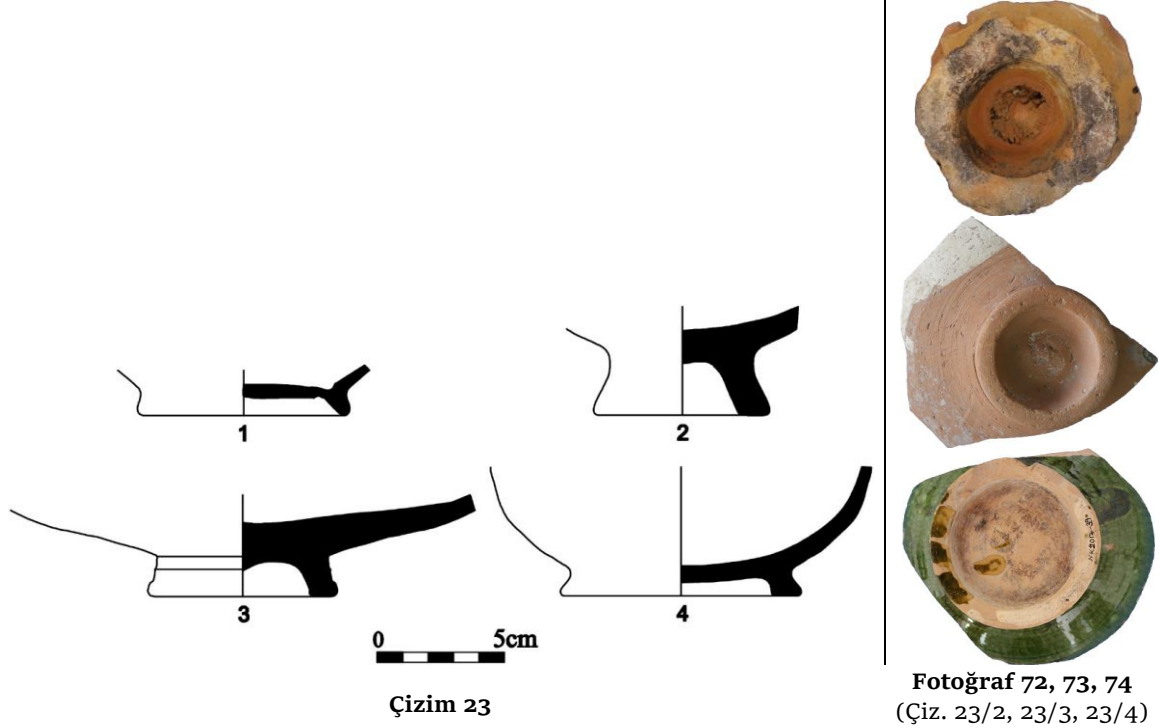 1
2
3
4
0 5cm
Çizim 23
Fotoğraf 72, 73, 74
(Çiz. 23/2, 23/3, 23/4)